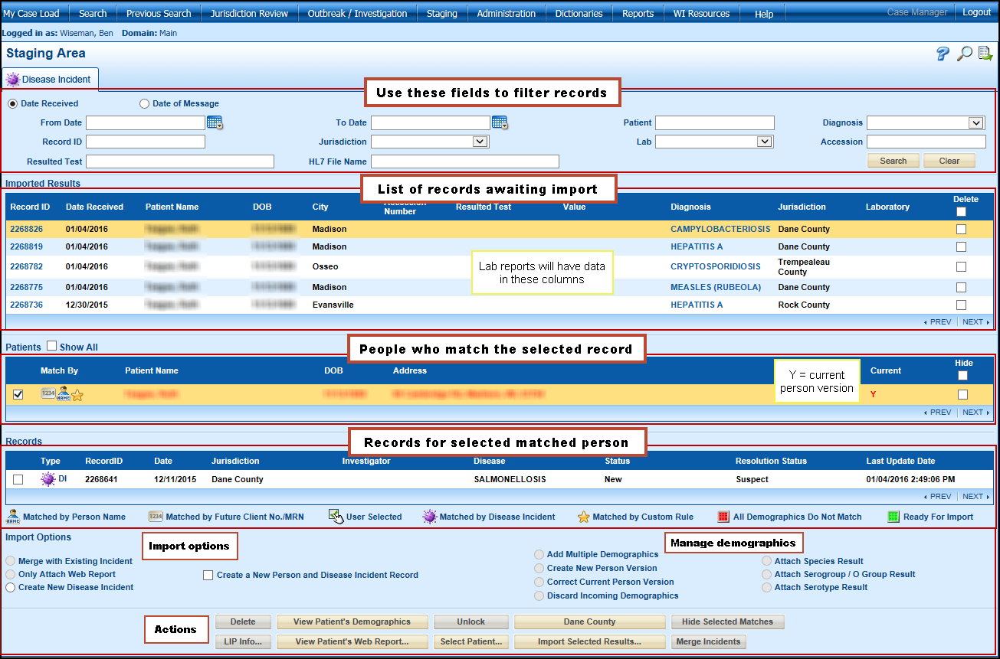 My Case Load Search Previous Search Jurisdiction Review Outbreak / Investigation Staging Administration Dictionaries Reports WI Resources Help Case Manager Logout
Logged in as: Wiseman, Ben Domain: Main
Staging Area
Disease Incident
Use these fields to filter records
Date Received Date of Message
From Date To Date Patient Diagnosis
Record ID Jurisdiction Lab Accession
Resulted Test HL7 File Name Search Clear
Imported Results
List of records awaiting import
Record ID Date Received Patient Name DOB City Accession Number Resulted Test Value Diagnosis Jurisdiction Laboratory Delete
2268826 01/04/2016 Madison CAMPYLOBACTERIOSIS Dane County
2268819 01/04/2016 Madison HEPATITIS A Dane County
2268782 01/04/2016 Osseo CRYPTOSPORIDIOSIS Trempealeau County
2268775 01/04/2016 Madison MEASLES (RUBEOLA) Dane County
2268736 12/30/2015 Evansville HEPATITIS A Rock County
Lab reports will have data
in these columns
PREV NEXT
Patients Show All
People who match the selected record
Match By Patient Name DOB Address Current Hide
Y = current
person version
1234 NAME Y
PREV NEXT
Records
Records for selected matched person
Type RecordID Date Jurisdiction Investigator Disease Status Resolution Status Last Update Date
DI 2268641 12/11/2015 Dane County SALMONELLOSIS New Suspect 01/04/2016 2:49:06 PM
PREV NEXT
NAME Matched by Person Name 1234 Matched by Future Client No./MRN User Selected Matched by Disease Incident Matched by Custom Rule All Demographics Do Not Match Ready For Import
Import Options
Import options
Manage demographics
Merge with Existing Incident
Only Attach Web Report
Create New Disease Incident
Create a New Person and Disease Incident Record
Add Multiple Demographics
Create New Person Version
Correct Current Person Version
Discard Incoming Demographics
Attach Species Result
Attach Serogroup / O Group Result
Attach Serotype Result
Actions
Delete View Patient's Demographics Unlock Dane County Hide Selected Matches
LIP Info... View Patient's Web Report... Select Patient... Import Selected Results... Merge Incidents